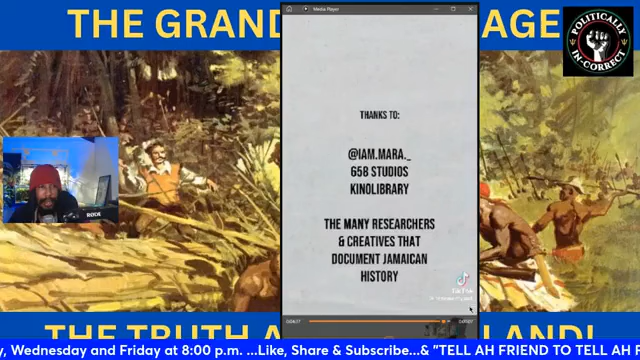 THE GRAND
AGE
POLITICALLY
IN-CORRECT
Media Player
THANKS TO:
@IAM.MARA._
658 STUDIOS
KINOLIBRARY
THE MANY RESEARCHERS
& CREATIVES THAT
DOCUMENT JAMAICAN
HISTORY
TikTok
THE TRUTH A
LAND!
y, Wednesday and Friday at 8:00 p.m. ...Like, Share & Subscribe...& "TELL AH FRIEND TO TELL AH F